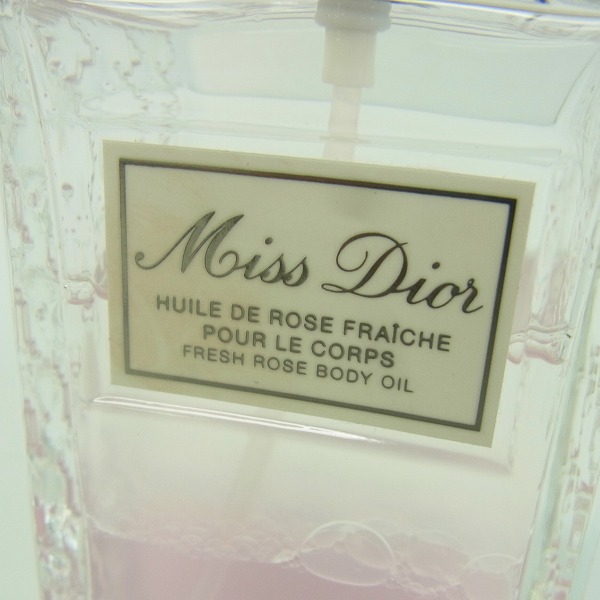 Miss Dior
HUILE DE ROSE FRAÎCHE
POUR LE CORPS
FRESH ROSE BODY OIL